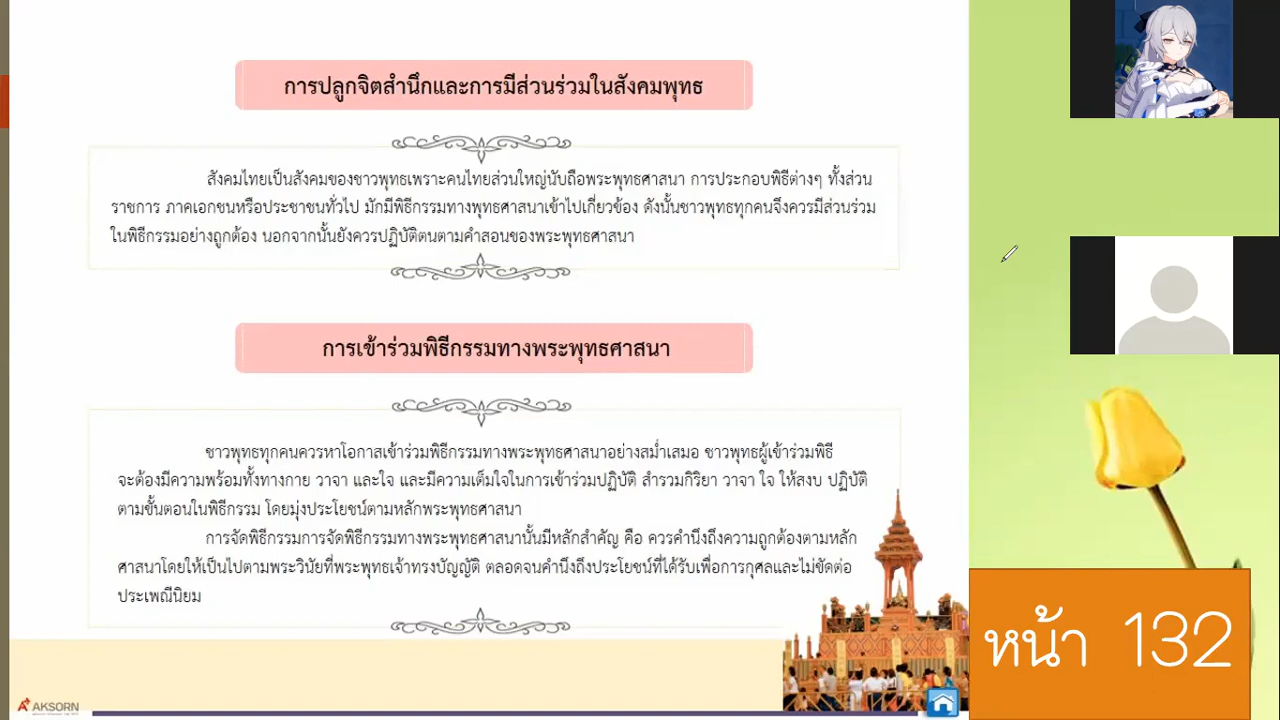 การปลูกจิตสำนึกและการมีส่วนร่วมในสังคมพุทธ
สังคมไทยเป็นสังคมของชาวพุทธเพราะคนไทยส่วนใหญ่นับถือพระพุทธศาสนา การประกอบพิธีต่างๆ ทั้งส่วน
ราชการ ภาคเอกชนหรือประชาชนทั่วไป มักมีพิธีกรรมทางพุทธศาสนาเข้าไปเกี่ยวข้อง ดังนั้นชาวพุทธทุกคนจึงควรมีส่วนร่วม
ในพิธีกรรมอย่างถูกต้อง นอกจากนั้นยังควรปฏิบัติตนตามคำสอนของพระพุทธศาสนา
การเข้าร่วมพิธีกรรมทางพระพุทธศาสนา
ชาวพุทธทุกคนควรหาโอกาสเข้าร่วมพิธีกรรมทางพระพุทธศาสนาอย่างสม่ำเสมอ ชาวพุทธผู้เข้าร่วมพิธี
จะต้องมีความพร้อมทั้งทางกาย วาจา และใจ และมีความเต็มใจในการเข้าร่วมปฏิบัติ สำรวมกิริยา วาจา ใจ ให้สงบ ปฏิบัติ
ตามขั้นตอนในพิธีกรรม โดยมุ่งประโยชน์ตามหลักพระพุทธศาสนา
การจัดพิธีกรรมการจัดพิธีกรรมทางพระพุทธศาสนานั้นมีหลักสำคัญ คือ ควรคำนึงถึงความถูกต้องตามหลัก
ศาสนาโดยให้เป็นไปตามพระวินัยที่พระพุทธเจ้าทรงบัญญัติ ตลอดจนคำนึงถึงประโยชน์ที่ได้รับเพื่อการกุศลและไม่ขัดต่อ
ประเพณีนิยม
หน้า 132
AKSORN